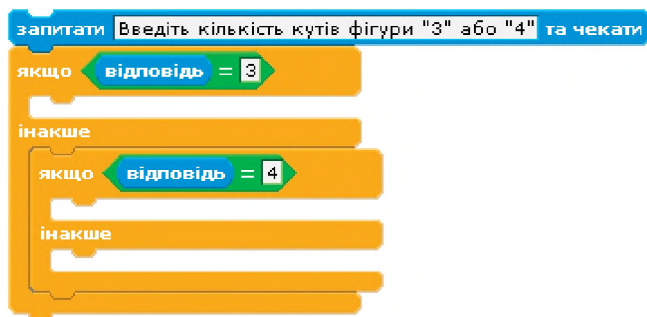 запитати Введіть кількість кутів фігури "3" або "4" та чекати
якщо відповідь = 3
інакше
якщо відповідь = 4
інакше